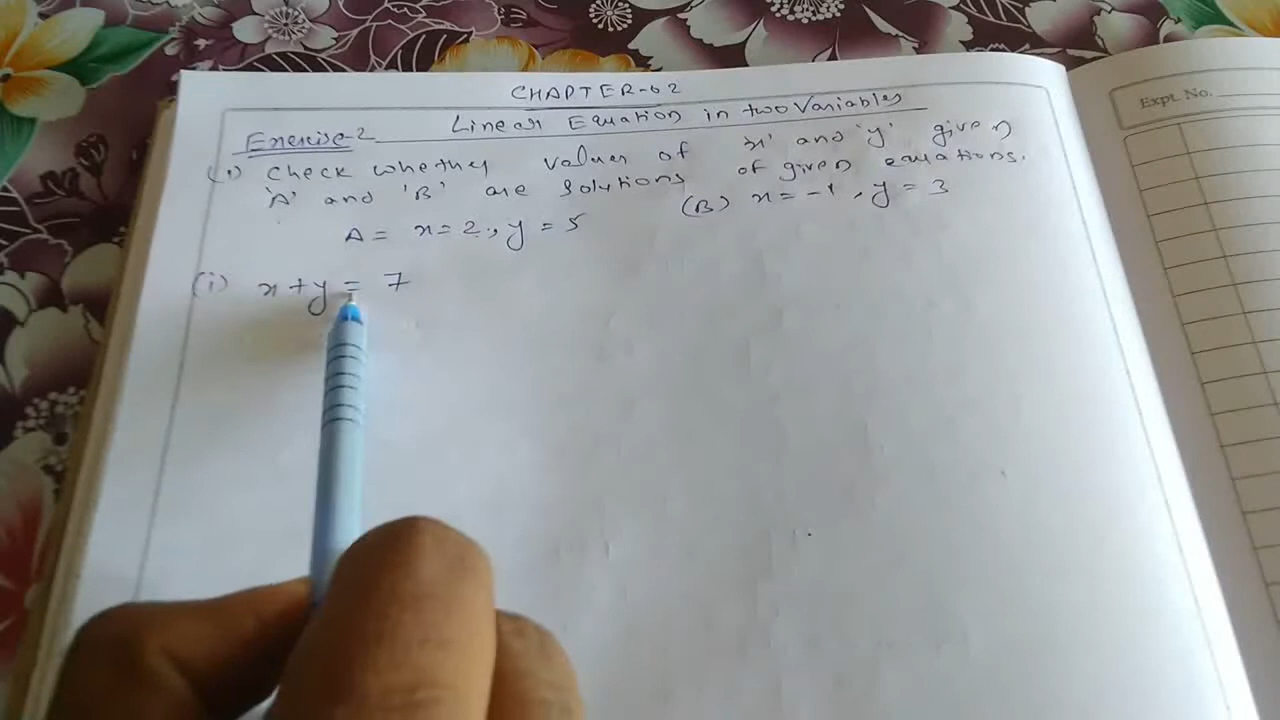 CHAPTER-02
Linear Equation in two Variables
Exercise-2
(1) Check whether values of 'x' and 'y' given
'A' and 'B' are solutions of given equations.
A = x = 2, y = 5 (B) x = -1, y = 3
(i) x + y = 7
Expt. No.